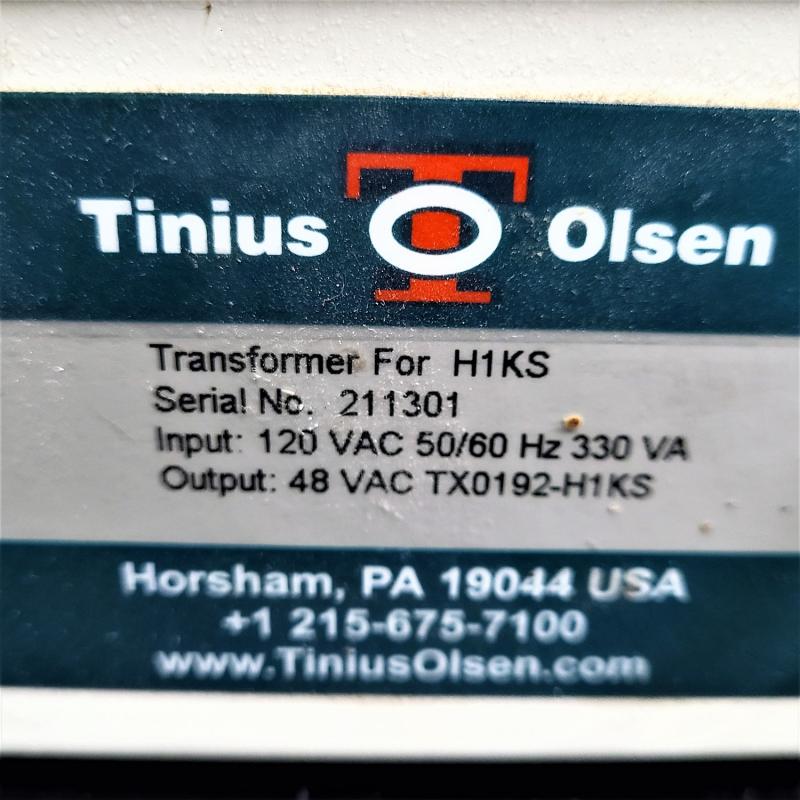 Tinius Olsen
Transformer For H1KS
Serial No. 211301
Input: 120 VAC 50/60 Hz 330 VA
Output: 48 VAC TX0192-H1KS
Horsham, PA 19044 USA
+1 215-675-7100
www.TiniusOlsen.com